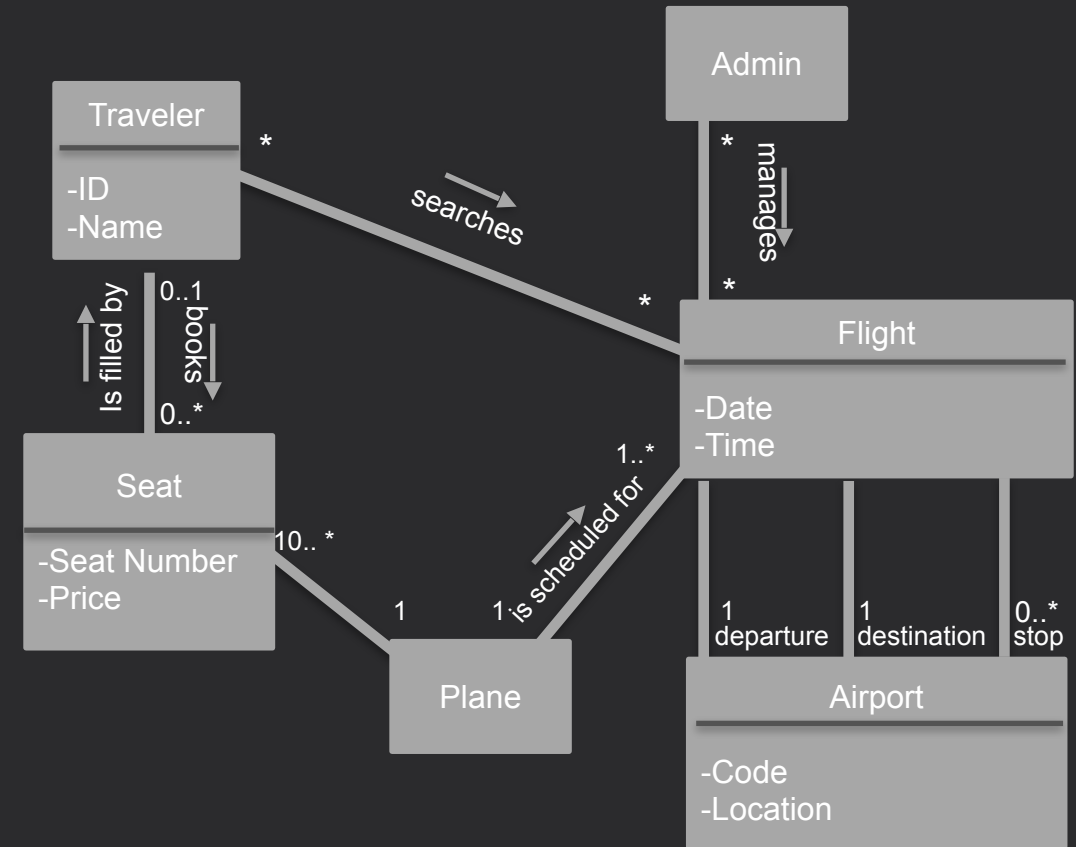 Admin
Traveler
-ID
-Name
*
searches
*
*
manages
*
Is filled by
0..1
books
0..*
Flight
-Date
-Time
Seat
-Seat Number
-Price
10.. *
1
1
is scheduled for
1..*
Plane
1
departure
1
destination
0..*
stop
Airport
-Code
-Location